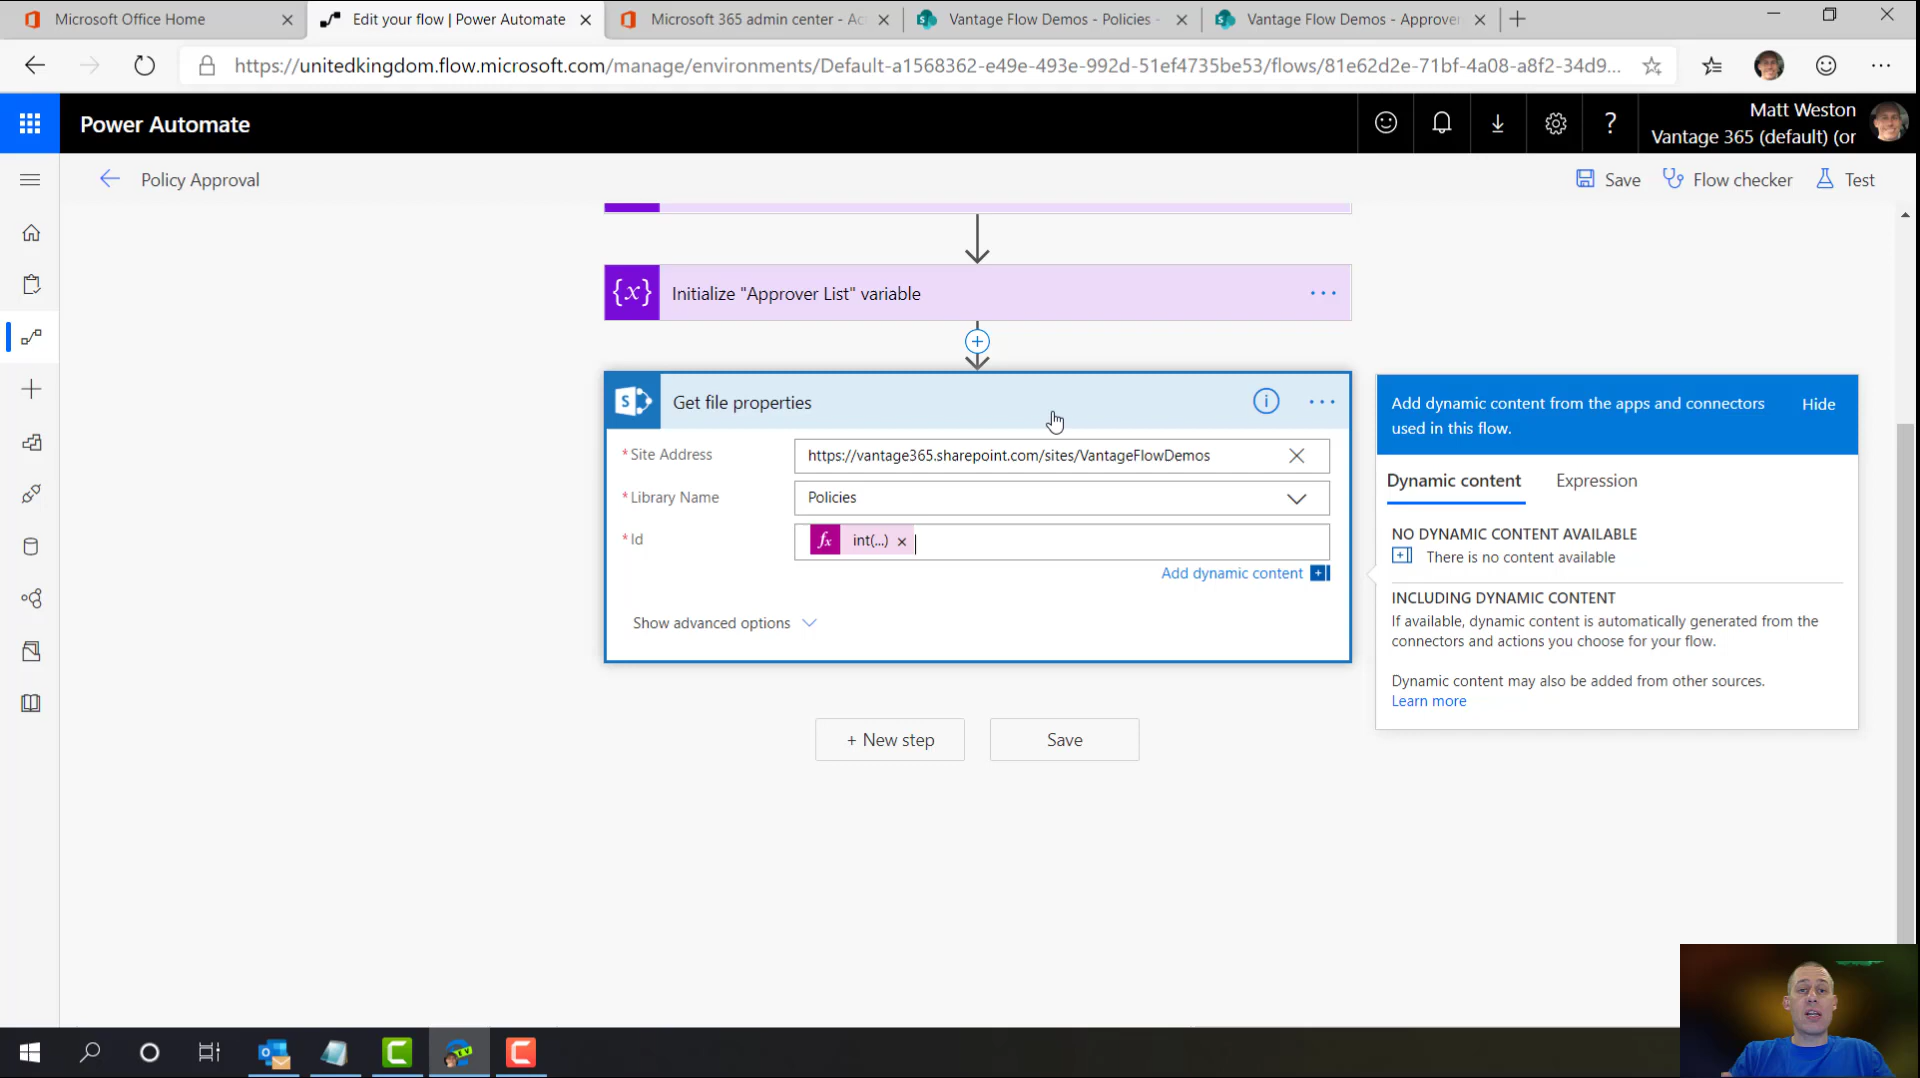 Microsoft Office Home
Edit your flow | Power Automate
Microsoft 365 admin center - Ac
Vantage Flow Demos - Policies -
Vantage Flow Demos - Approver
https://unitedkingdom.flow.microsoft.com/manage/environments/Default-a1568362-e49e-493e-992d-51ef4735be53/flows/81e62d2e-71bf-4a08-a8f2-34d9...
Power Automate
Matt Weston
Vantage 365 (default) (or
Policy Approval
Save
Flow checker
Test
{x}
Initialize "Approver List" variable
Get file properties
* Site Address
https://vantage365.sharepoint.com/sites/VantageFlowDemos
* Library Name
Policies
* Id
fx int(...)
Add dynamic content
Show advanced options
+ New step
Save
Add dynamic content from the apps and connectors
used in this flow.
Hide
Dynamic content
Expression
NO DYNAMIC CONTENT AVAILABLE
There is no content available
INCLUDING DYNAMIC CONTENT
If available, dynamic content is automatically generated from the
connectors and actions you choose for your flow.
Dynamic content may also be added from other sources.
Learn more